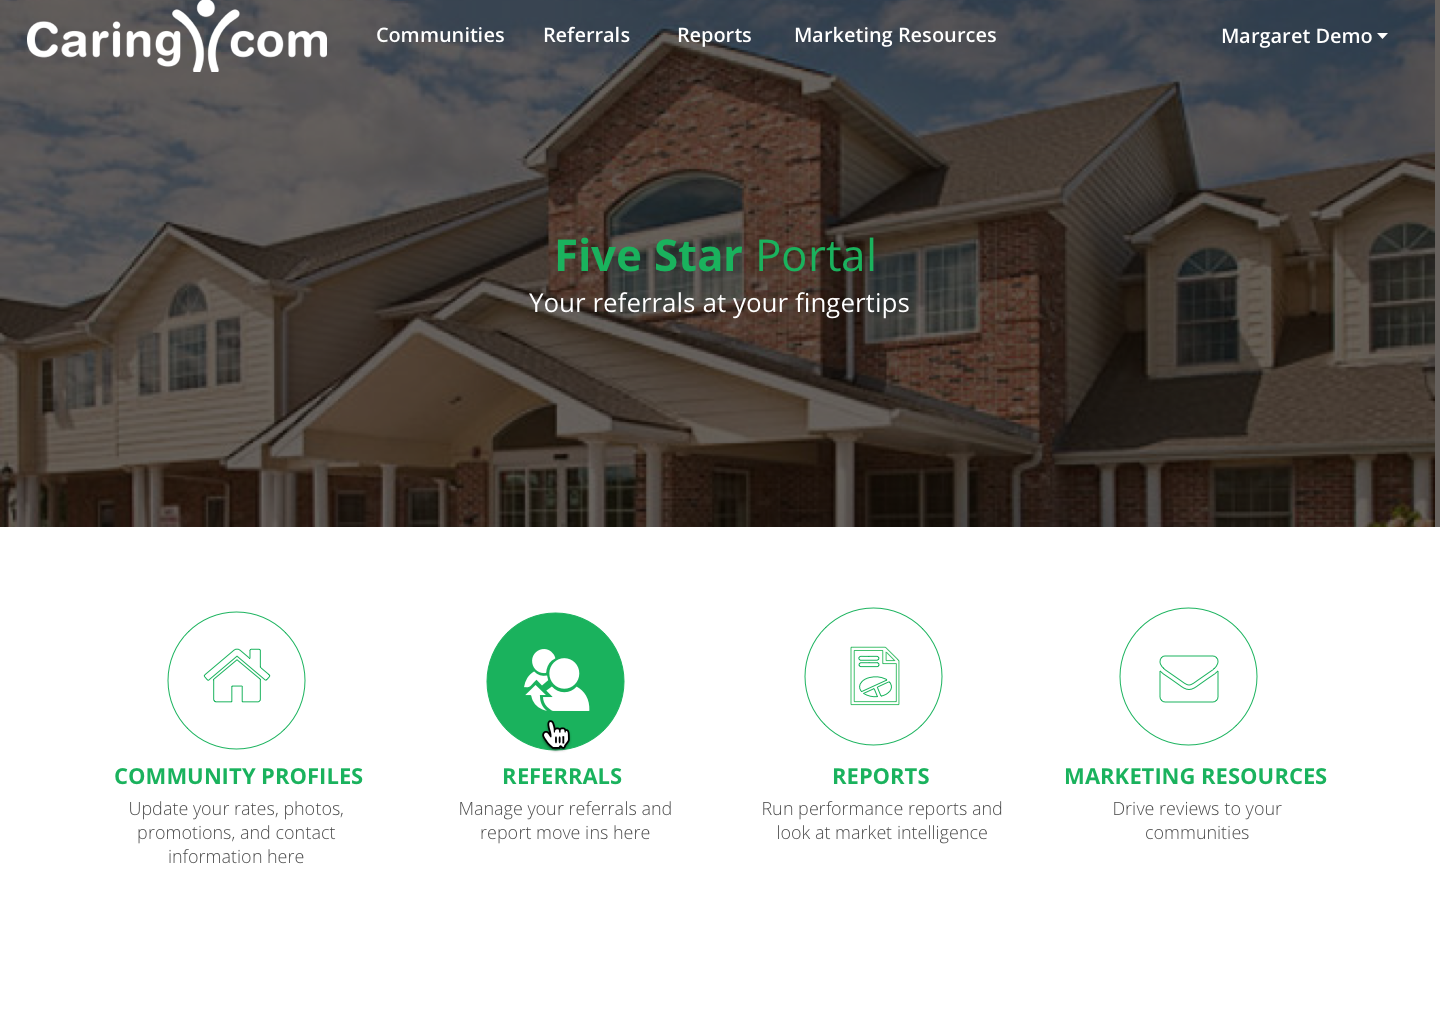 Caring com
Communities
Referrals
Reports
Marketing Resources
Margaret Demo
Five Star Portal
Your referrals at your fingertips
COMMUNITY PROFILES
Update your rates, photos,
promotions, and contact
information here
REFERRALS
Manage your referrals and
report move ins here
REPORTS
Run performance reports and
look at market intelligence
MARKETING RESOURCES
Drive reviews to your
communities